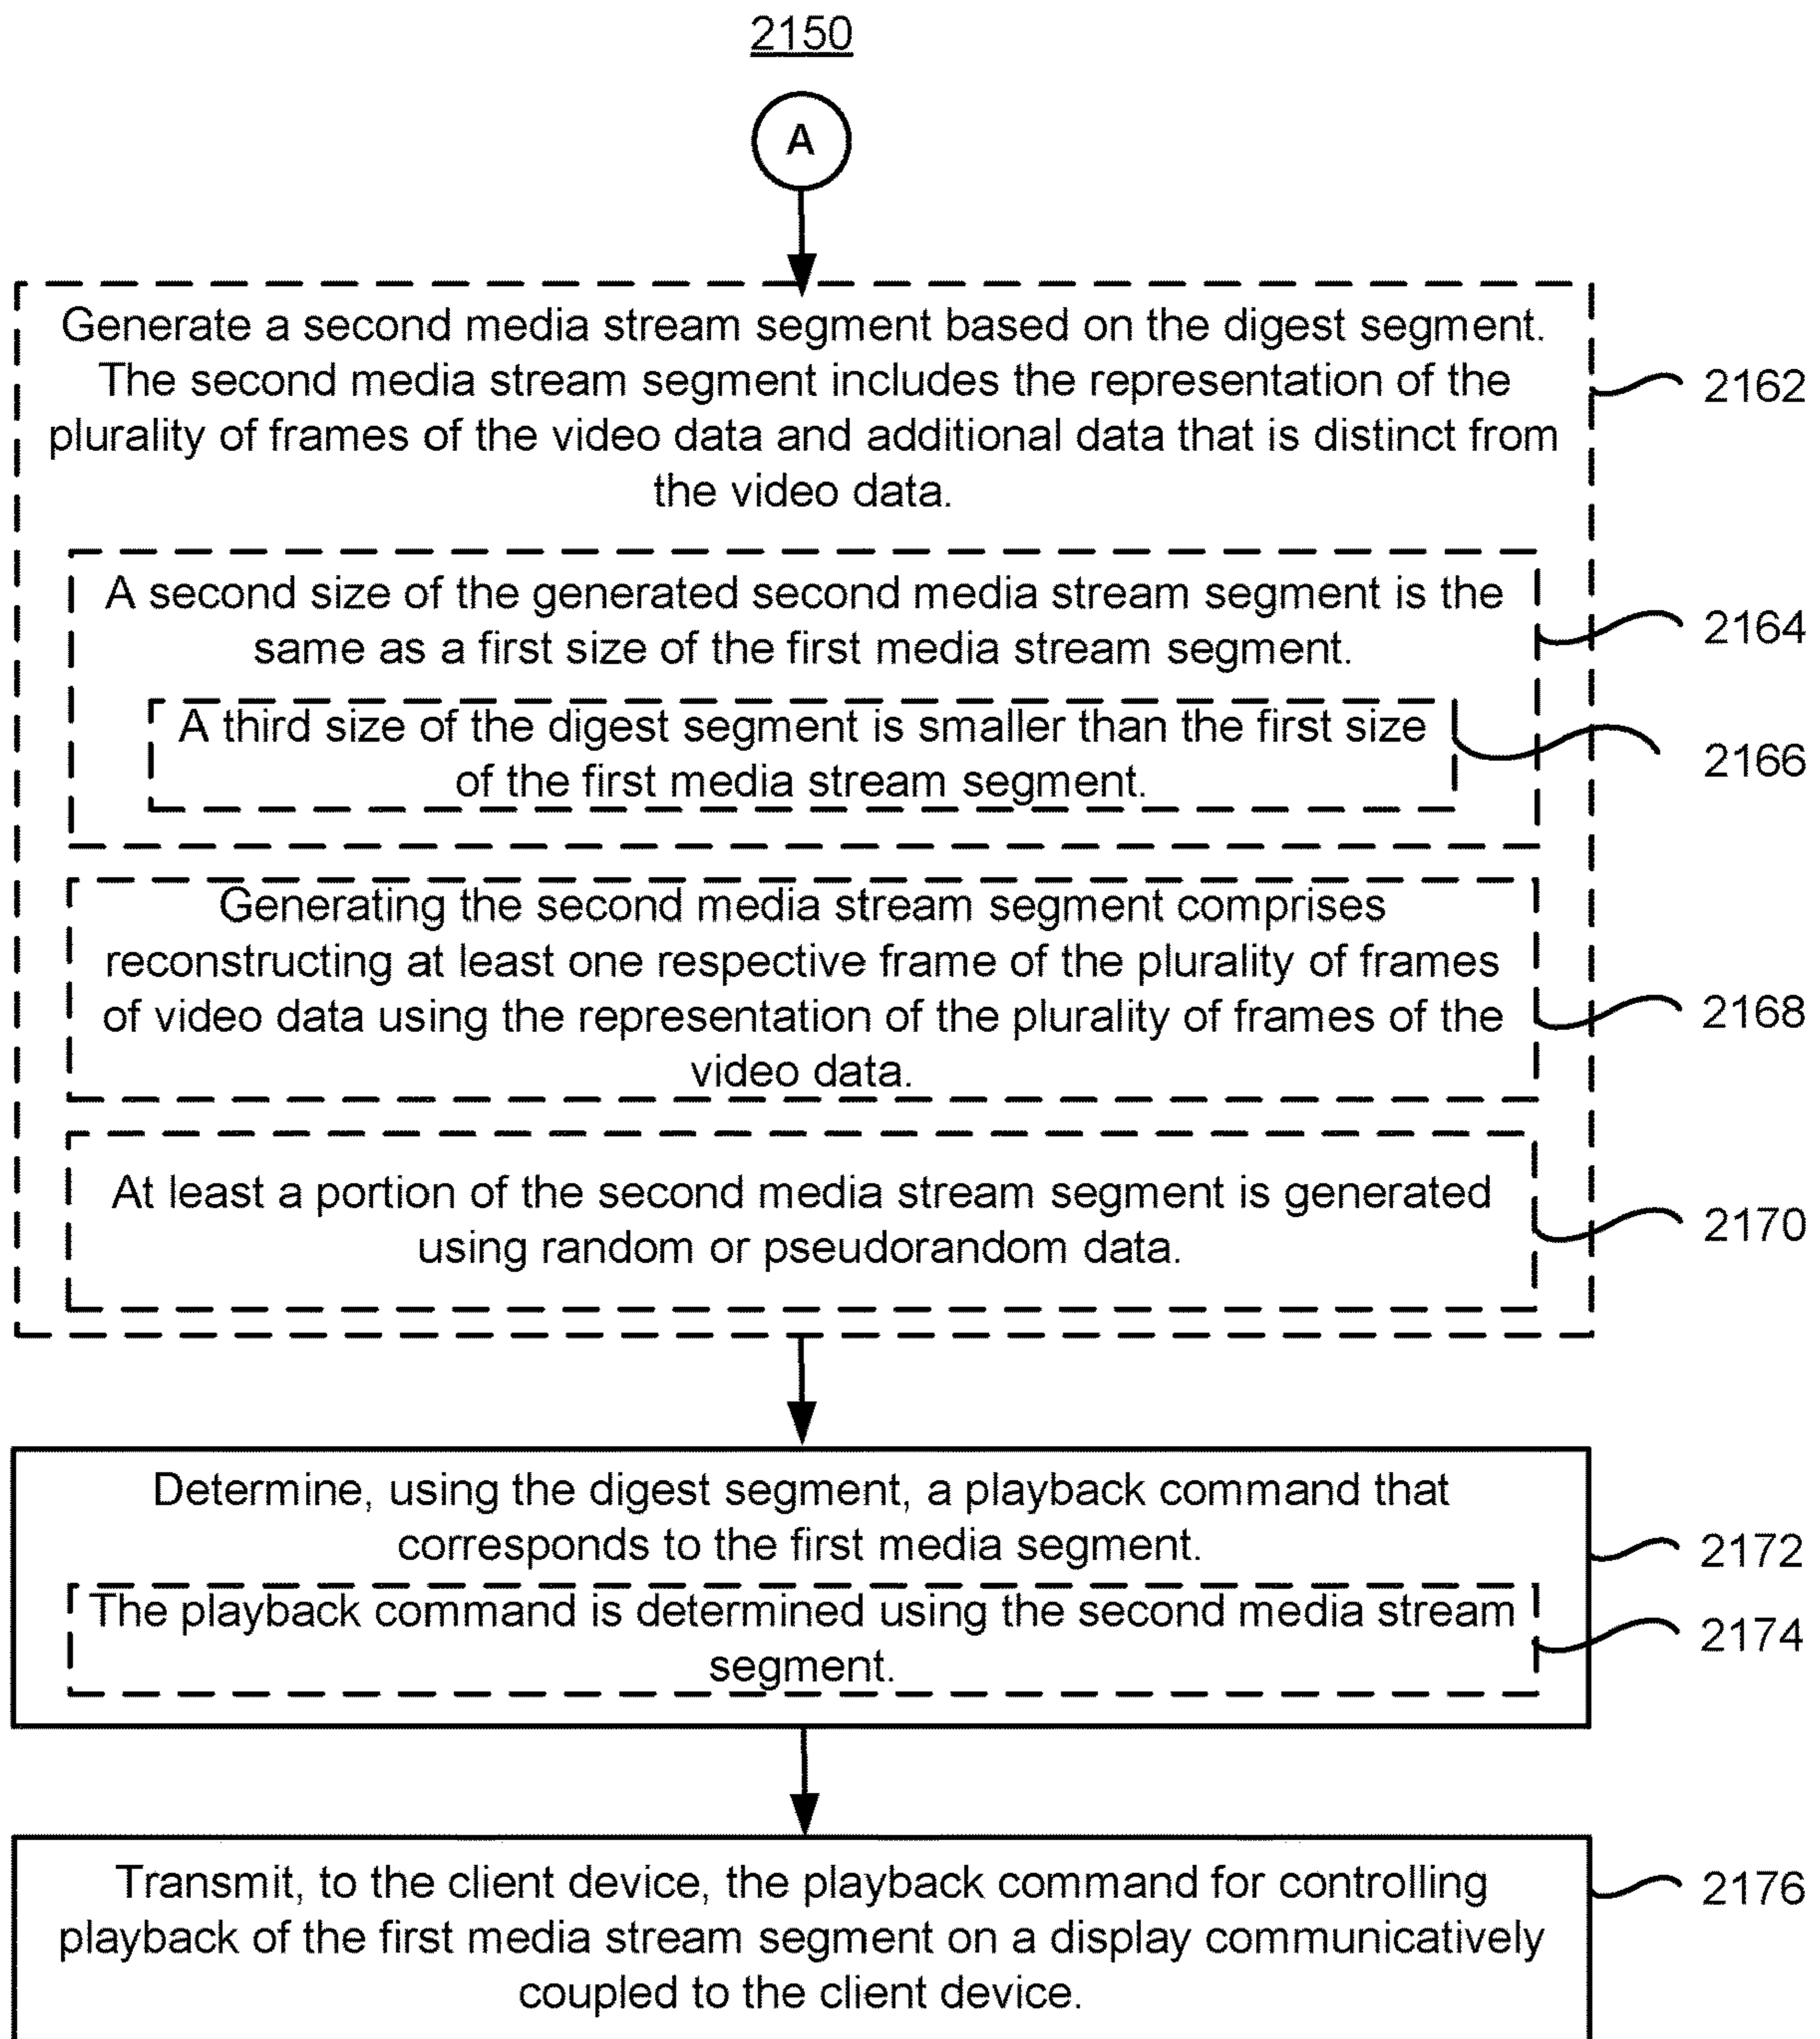 2150
A
Generate a second media stream segment based on the digest segment.
The second media stream segment includes the representation of the
plurality of frames of the video data and additional data that is distinct from
the video data.
2162
A second size of the generated second media stream segment is the
same as a first size of the first media stream segment.
2164
A third size of the digest segment is smaller than the first size
of the first media stream segment.
2166
Generating the second media stream segment comprises
reconstructing at least one respective frame of the plurality of frames
of video data using the representation of the plurality of frames of the
video data.
2168
At least a portion of the second media stream segment is generated
using random or pseudorandom data.
2170
Determine, using the digest segment, a playback command that
corresponds to the first media segment.
2172
The playback command is determined using the second media stream
segment.
2174
Transmit, to the client device, the playback command for controlling
playback of the first media stream segment on a display communicatively
coupled to the client device.
2176